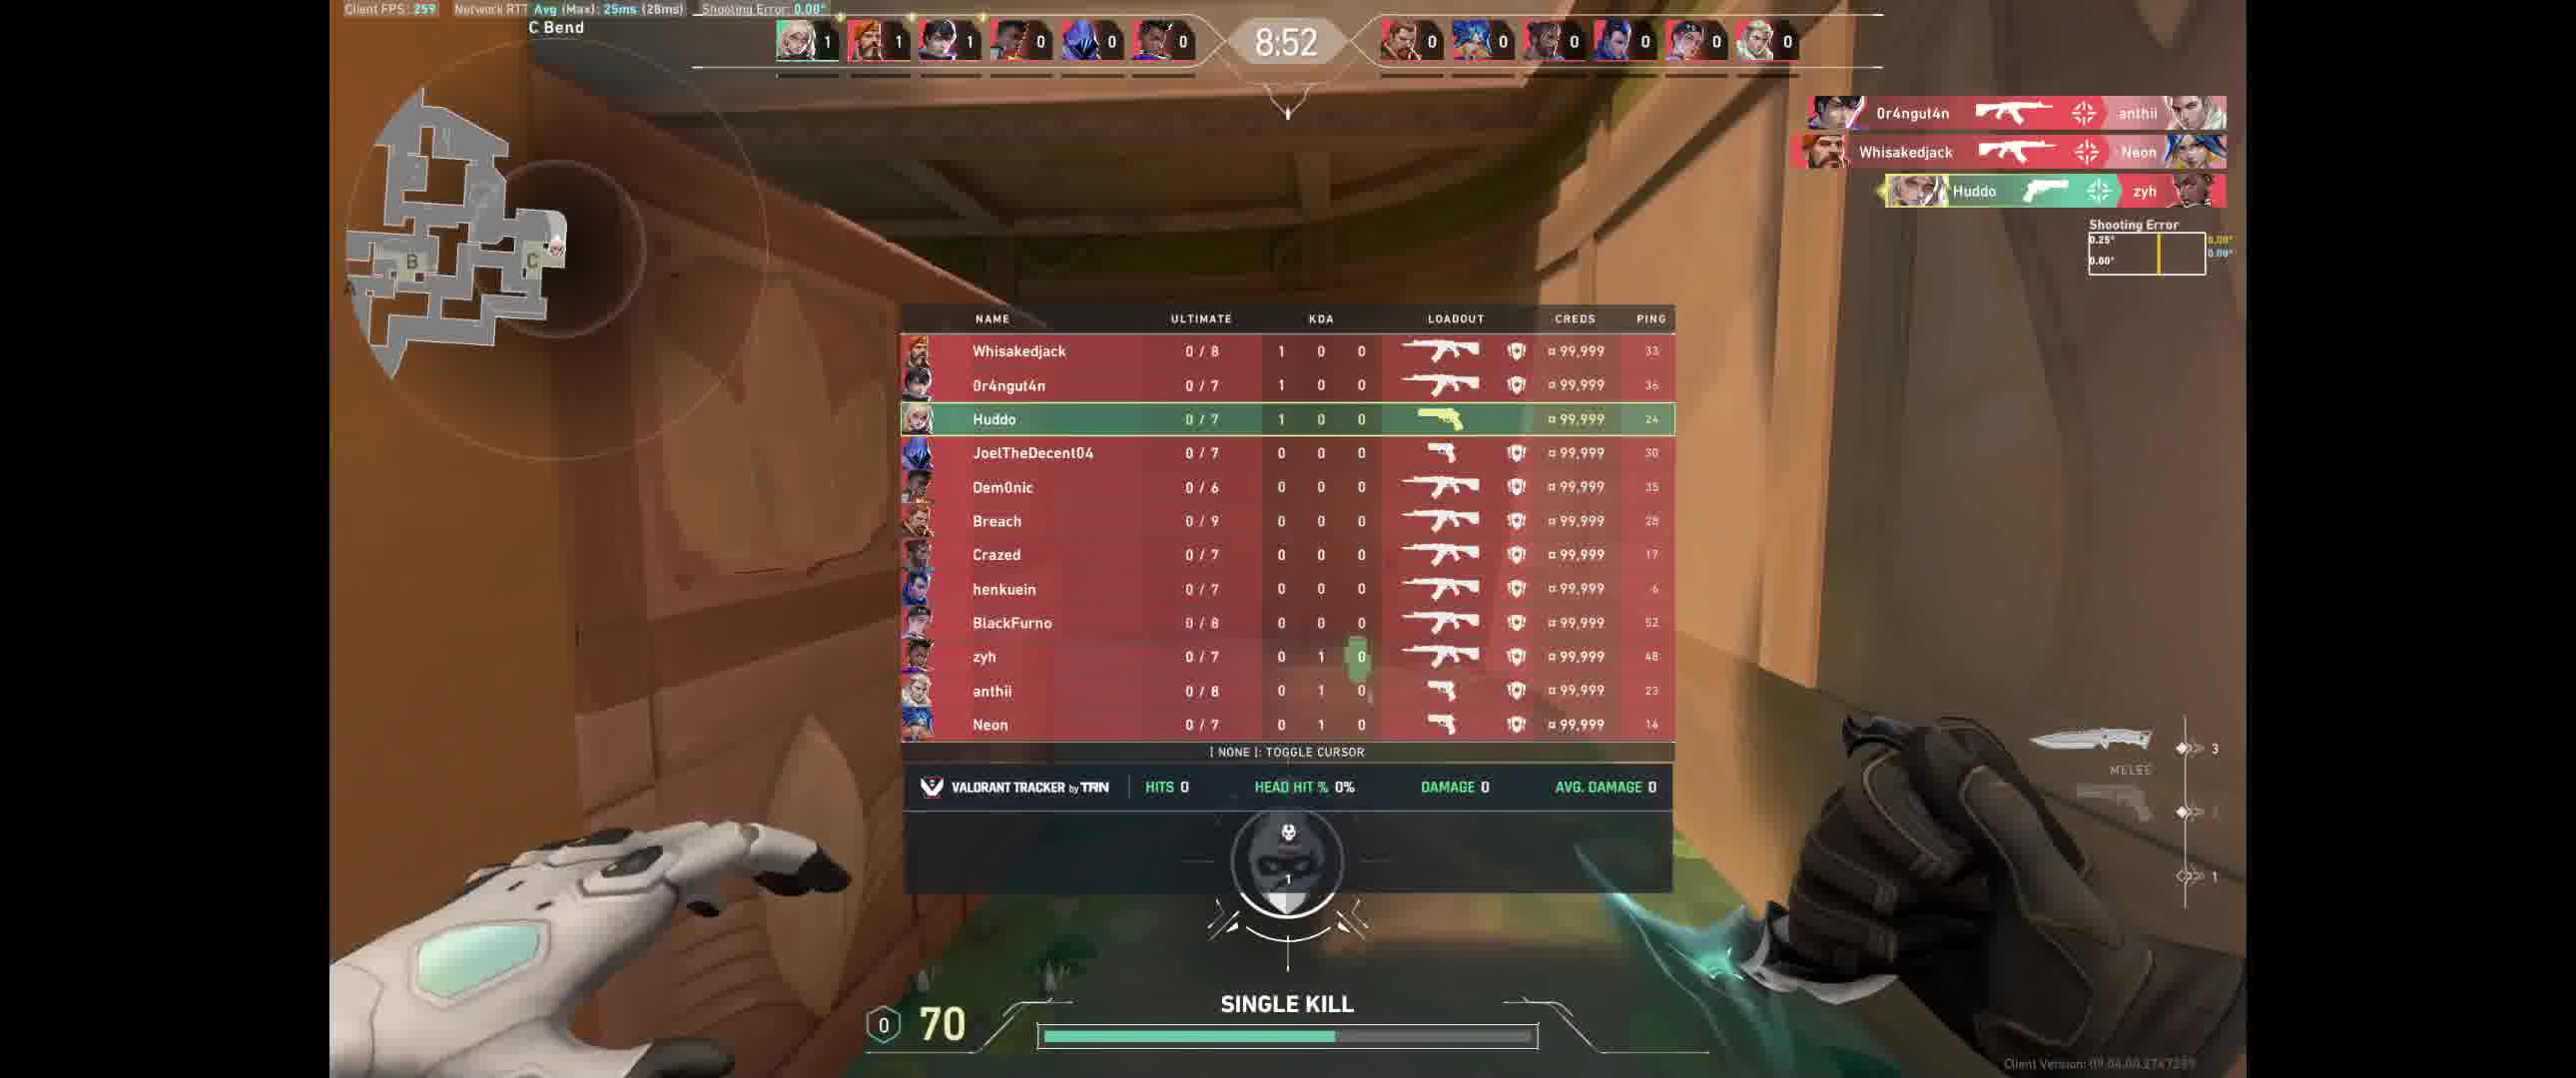 Client FPS: 259 Network RTT Avg (Max): 25ms (28ms) Shooting Error: 0.00°
C Bend
1 1 1 0 0 0 8:52 0 0 0 0 0 0
0r4ngut4n anthii
Whisakedjack Neon
Huddo zyh
Shooting Error
0.25° 0.00°
0.00° 0.00°
B C
A
NAME ULTIMATE KDA LOADOUT CREDS PING
Whisakedjack 0 / 8 1 0 0 ¤ 99,999 33
0r4ngut4n 0 / 7 1 0 0 ¤ 99,999 36
Huddo 0 / 7 1 0 0 ¤ 99,999 24
JoelTheDecent04 0 / 7 0 0 0 ¤ 99,999 30
Dem0nic 0 / 6 0 0 0 ¤ 99,999 35
Breach 0 / 9 0 0 0 ¤ 99,999 28
Crazed 0 / 7 0 0 0 ¤ 99,999 17
henkuein 0 / 7 0 0 0 ¤ 99,999 6
BlackFurno 0 / 8 0 0 0 ¤ 99,999 52
zyh 0 / 7 0 1 0 ¤ 99,999 48
anthii 0 / 8 0 1 0 ¤ 99,999 23
Neon 0 / 7 0 1 0 ¤ 99,999 14
[ NONE ]: TOGGLE CURSOR
VALORANT TRACKER by TRN HITS 0 HEAD HIT % 0% DAMAGE 0 AVG. DAMAGE 0
3
MELEE
2
1
1
SINGLE KILL
0 70
Client Version: